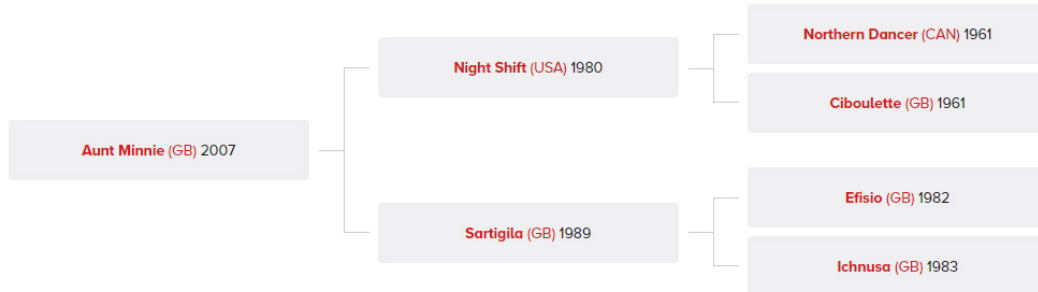 Northern Dancer (CAN) 1961
Night Shift (USA) 1980
Ciboulette (GB) 1961
Aunt Minnie (GB) 2007
Efisio (GB) 1982
Sartigila (GB) 1989
Ichnusa (GB) 1983